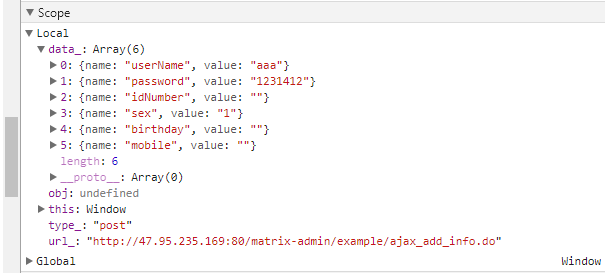 Scope
Local
data_: Array(6)
0: {name: "userName", value: "aaa"}
1: {name: "password", value: "1231412"}
2: {name: "idNumber", value: ""}
3: {name: "sex", value: "1"}
4: {name: "birthday", value: ""}
5: {name: "mobile", value: ""}
length: 6
__proto__: Array(0)
obj: undefined
this: Window
type_: "post"
url_: "http://47.95.235.169:80/matrix-admin/example/ajax_add_info.do"
Global Window